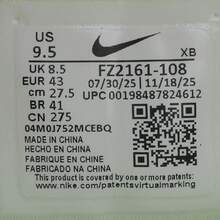 US
9.5
XB
UK 8.5
EUR 43
cm 27.5
BR 41
CN 275
FZ2161-108
07/30/25 11/18/25
UPC 00198487824612
04M0J752MCEBQ
MADE IN CHINA
HECHO EN CHINA
FABRIQUE EN CHINE
FABRICADO NA CHINA
www.nike.com/patentsvirtualmarking